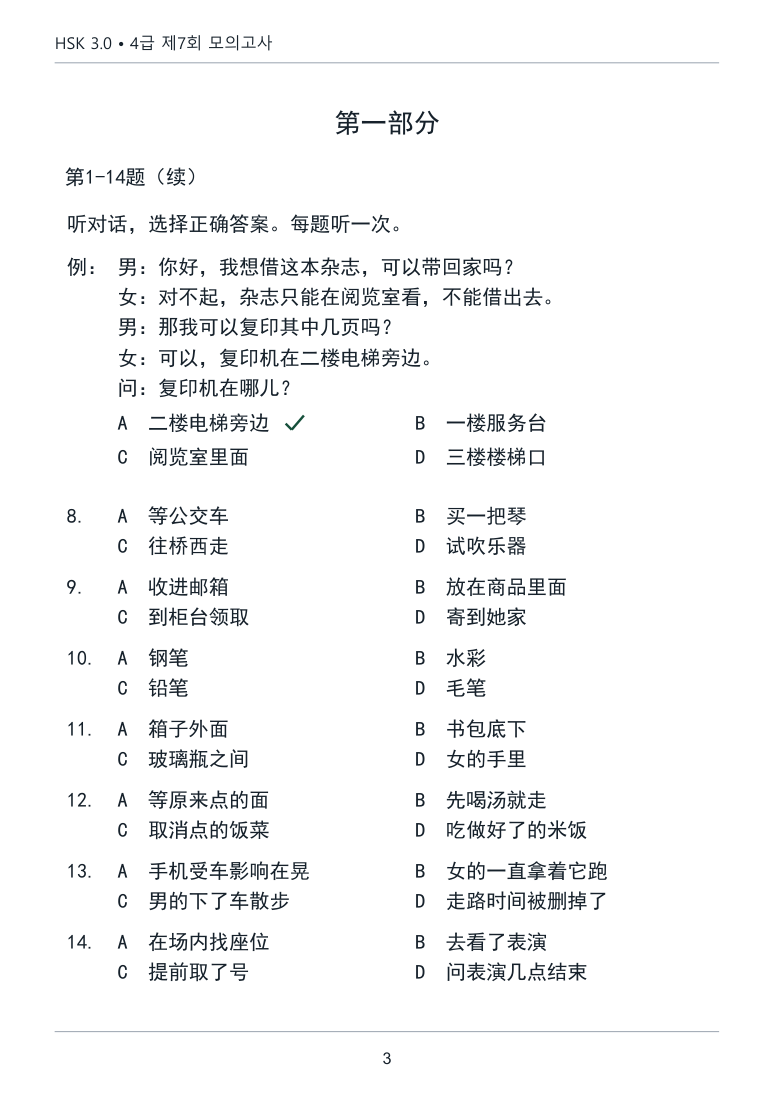 HSK 3.0 • 4급 제7회 모의고사
第一部分
第1-14题（续）
听对话，选择正确答案。每题听一次。
例： 男：你好，我想借这本杂志，可以带回家吗？
女：对不起，杂志只能在阅览室看，不能借出去。
男：那我可以复印其中几页吗？
女：可以，复印机在二楼电梯旁边。
问：复印机在哪儿？
A 二楼电梯旁边 ✓ B 一楼服务台
C 阅览室里面 D 三楼楼梯口
8. A 等公交车 B 买一把琴
C 往桥西走 D 试吹乐器
9. A 收进邮箱 B 放在商品里面
C 到柜台领取 D 寄到她家
10. A 钢笔 B 水彩
C 铅笔 D 毛笔
11. A 箱子外面 B 书包底下
C 玻璃瓶之间 D 女的手里
12. A 等原来点的面 B 先喝汤就走
C 取消点的饭菜 D 吃做好了的米饭
13. A 手机受车影响在晃 B 女的一直拿着它跑
C 男的下了车散步 D 走路时间被删掉了
14. A 在场内找座位 B 去看了表演
C 提前取了号 D 问表演几点结束
3